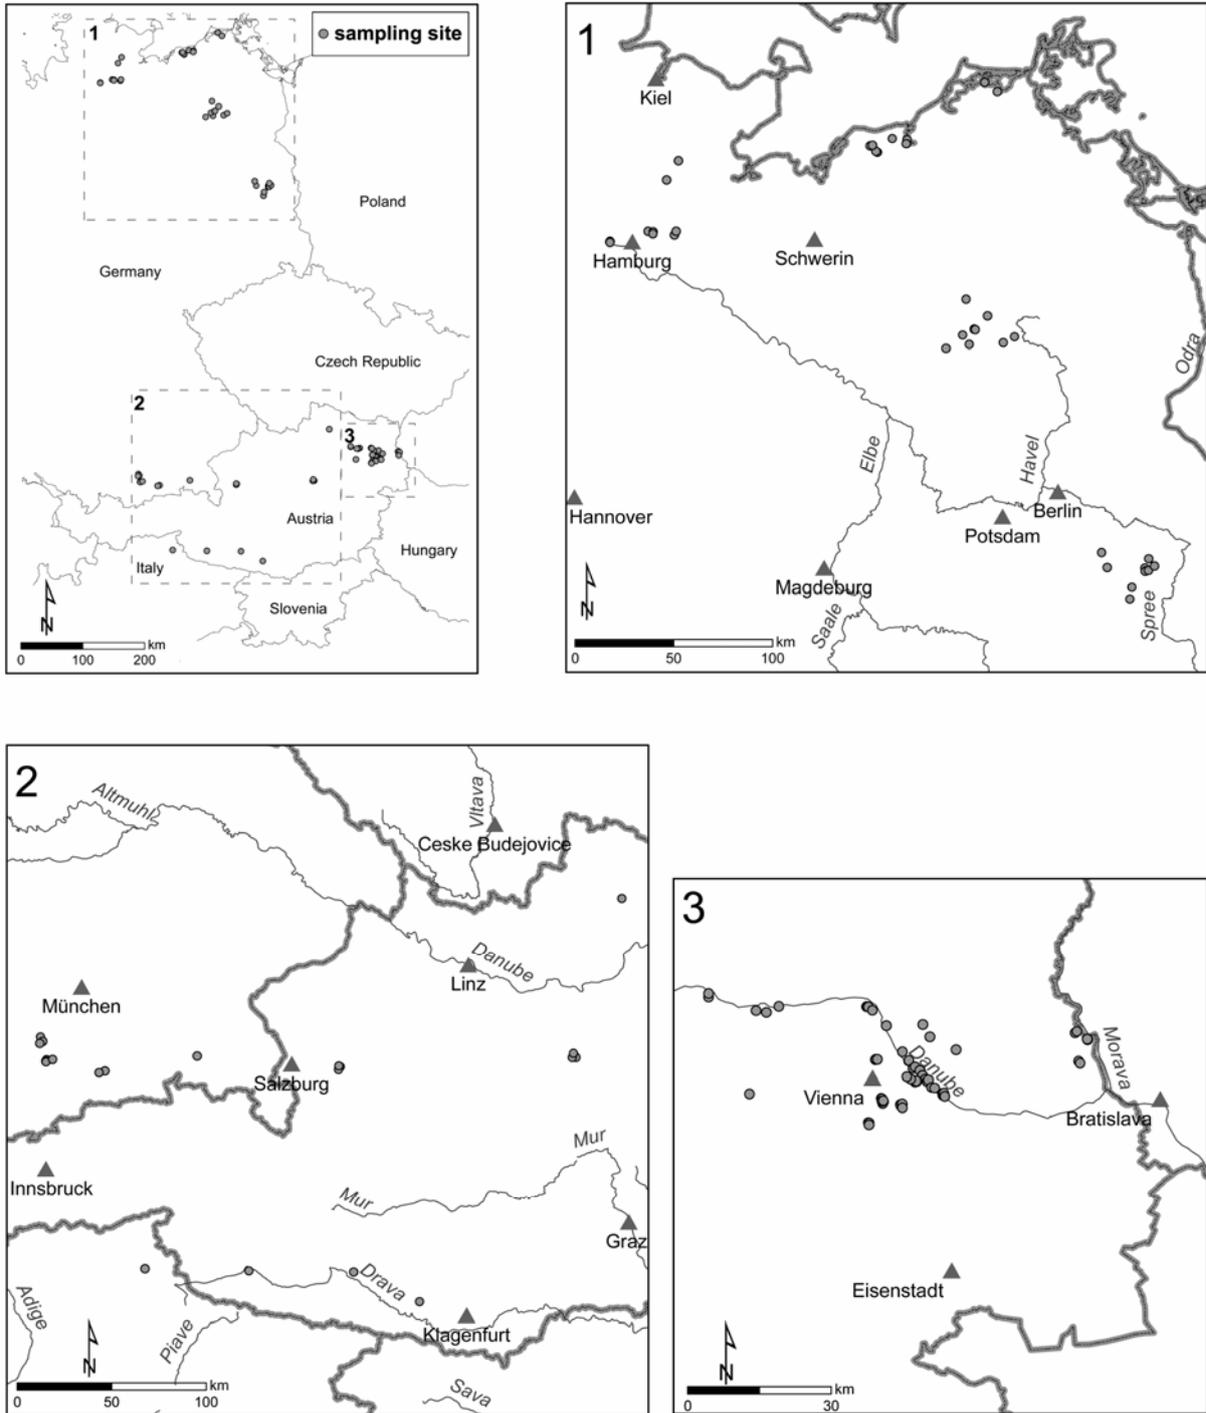 1
sampling site
Poland
Germany
Czech Republic
2
3
Austria
Hungary
Italy
Slovenia
N
km
0 100 200
1
Kiel
Hamburg
Schwerin
Odra
Elbe
Havel
Hannover
Berlin
Potsdam
Magdeburg
Saale
Spree
N
km
0 50 100
2
Altmuhl
Vltava
Ceske Budejovice
Danube
Linz
München
Salzburg
Innsbruck
Mur
Mur
Graz
Drava
Adige
Piave
Klagenfurt
Sava
N
km
0 50 100
3
Danube
Morava
Vienna
Bratislava
Eisenstadt
N
km
0 30